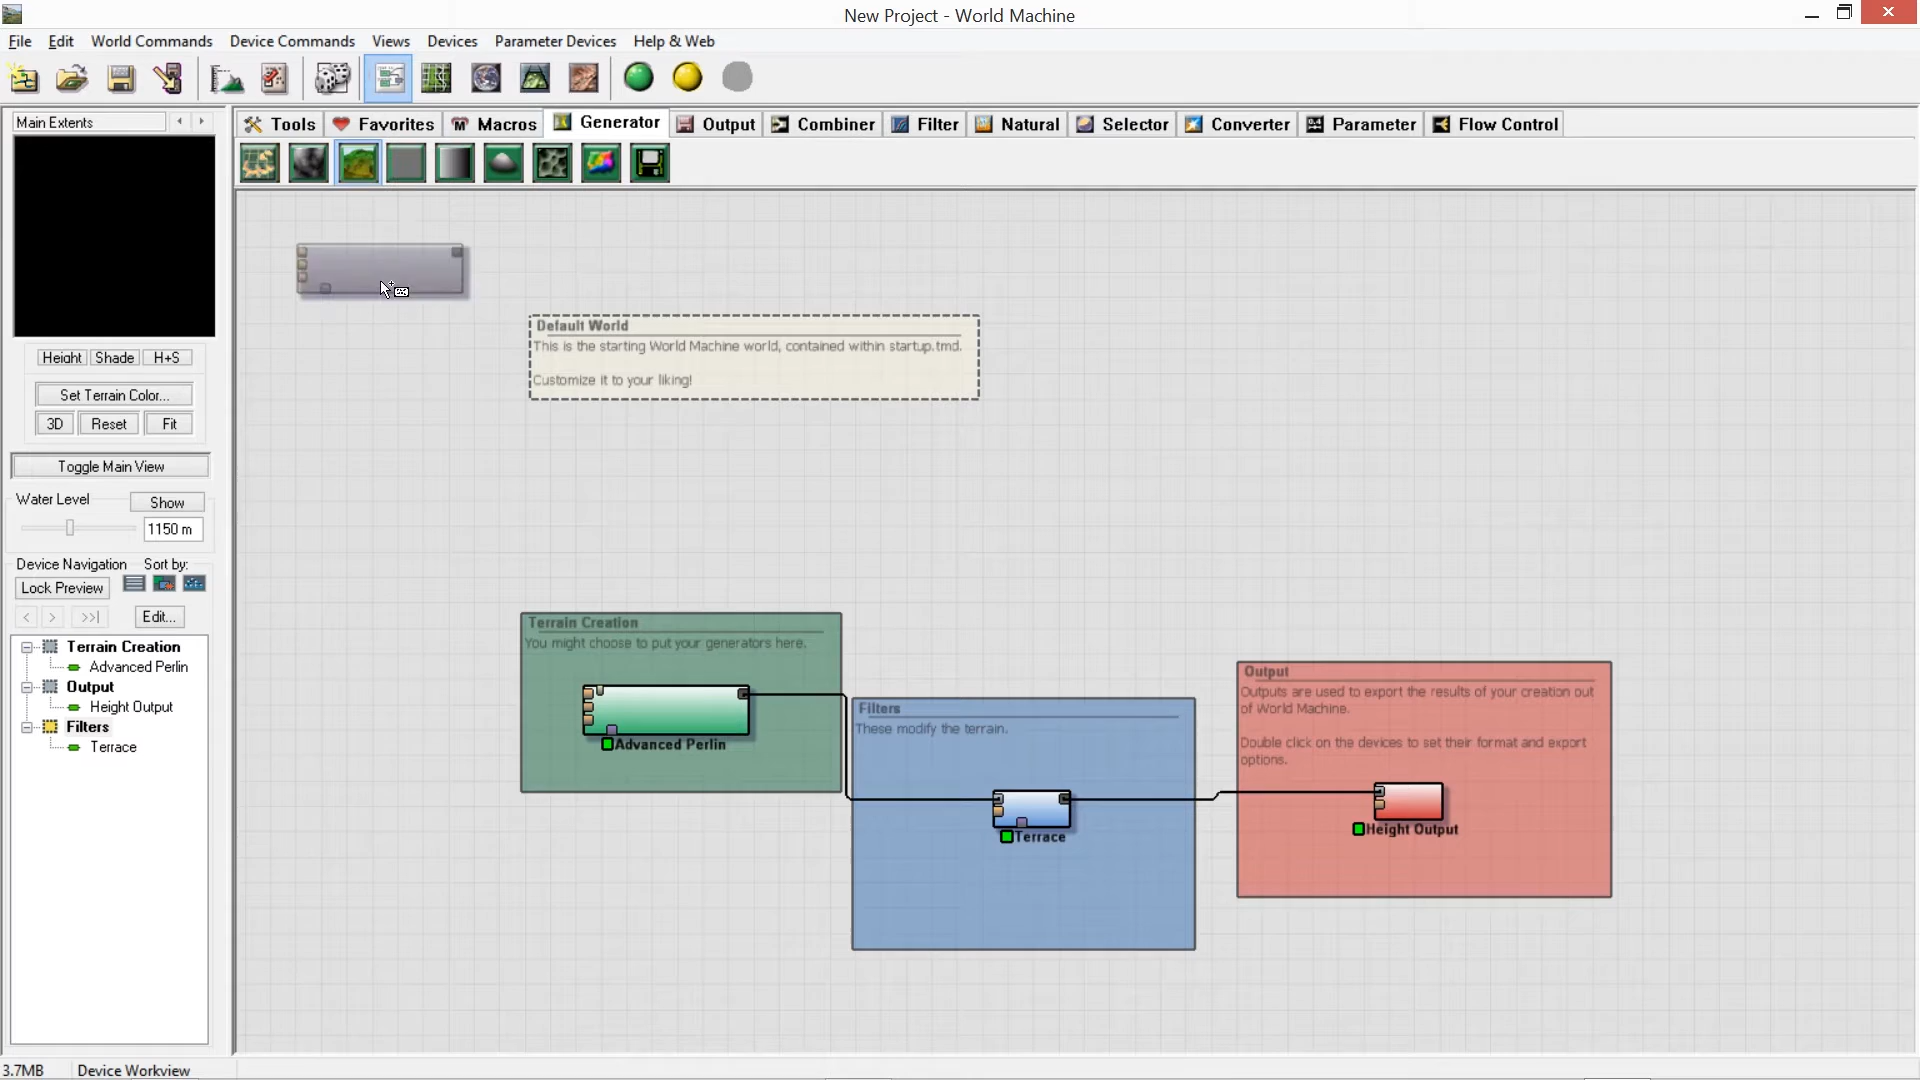 New Project - World Machine
File Edit World Commands Device Commands Views Devices Parameter Devices Help & Web
Main Extents
Tools Favorites Macros Generator Output Combiner Filter Natural Selector Converter Parameter Flow Control
Height Shade H+S
Set Terrain Color...
3D Reset Fit
Toggle Main View
Water Level Show
1150 m
Device Navigation Sort by:
Lock Preview
< > >>| Edit...
Terrain Creation
Advanced Perlin
Output
Height Output
Filters
Terrace
Default World
This is the starting World Machine world, contained within startup.tmd.
Customize it to your liking!
Terrain Creation
You might choose to put your generators here.
Advanced Perlin
Filters
These modify the terrain.
Terrace
Output
Outputs are used to export the results of your creation out
of World Machine.
Double click on the devices to set their format and export
options.
Height Output
3.7MB Device Workview